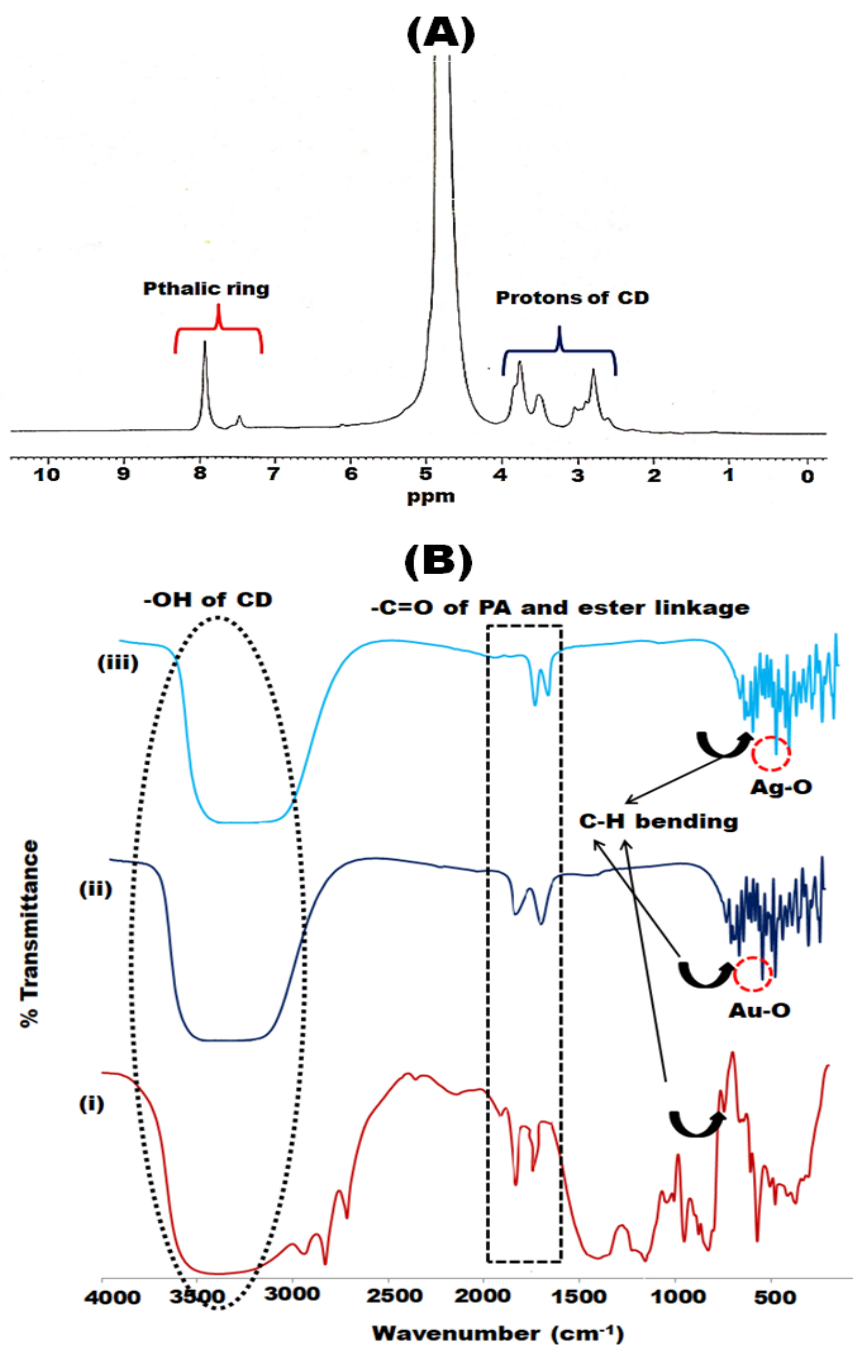 (A)
Pthalic ring
Protons of CD
10 9 8 7 6 5 4 3 2 1 0
ppm
(B)
-OH of CD
-C=O of PA and ester linkage
(iii)
Ag-O
C-H bending
(ii)
Au-O
(i)
% Transmittance
4000 3500 3000 2500 2000 1500 1000 500
Wavenumber (cm⁻¹)